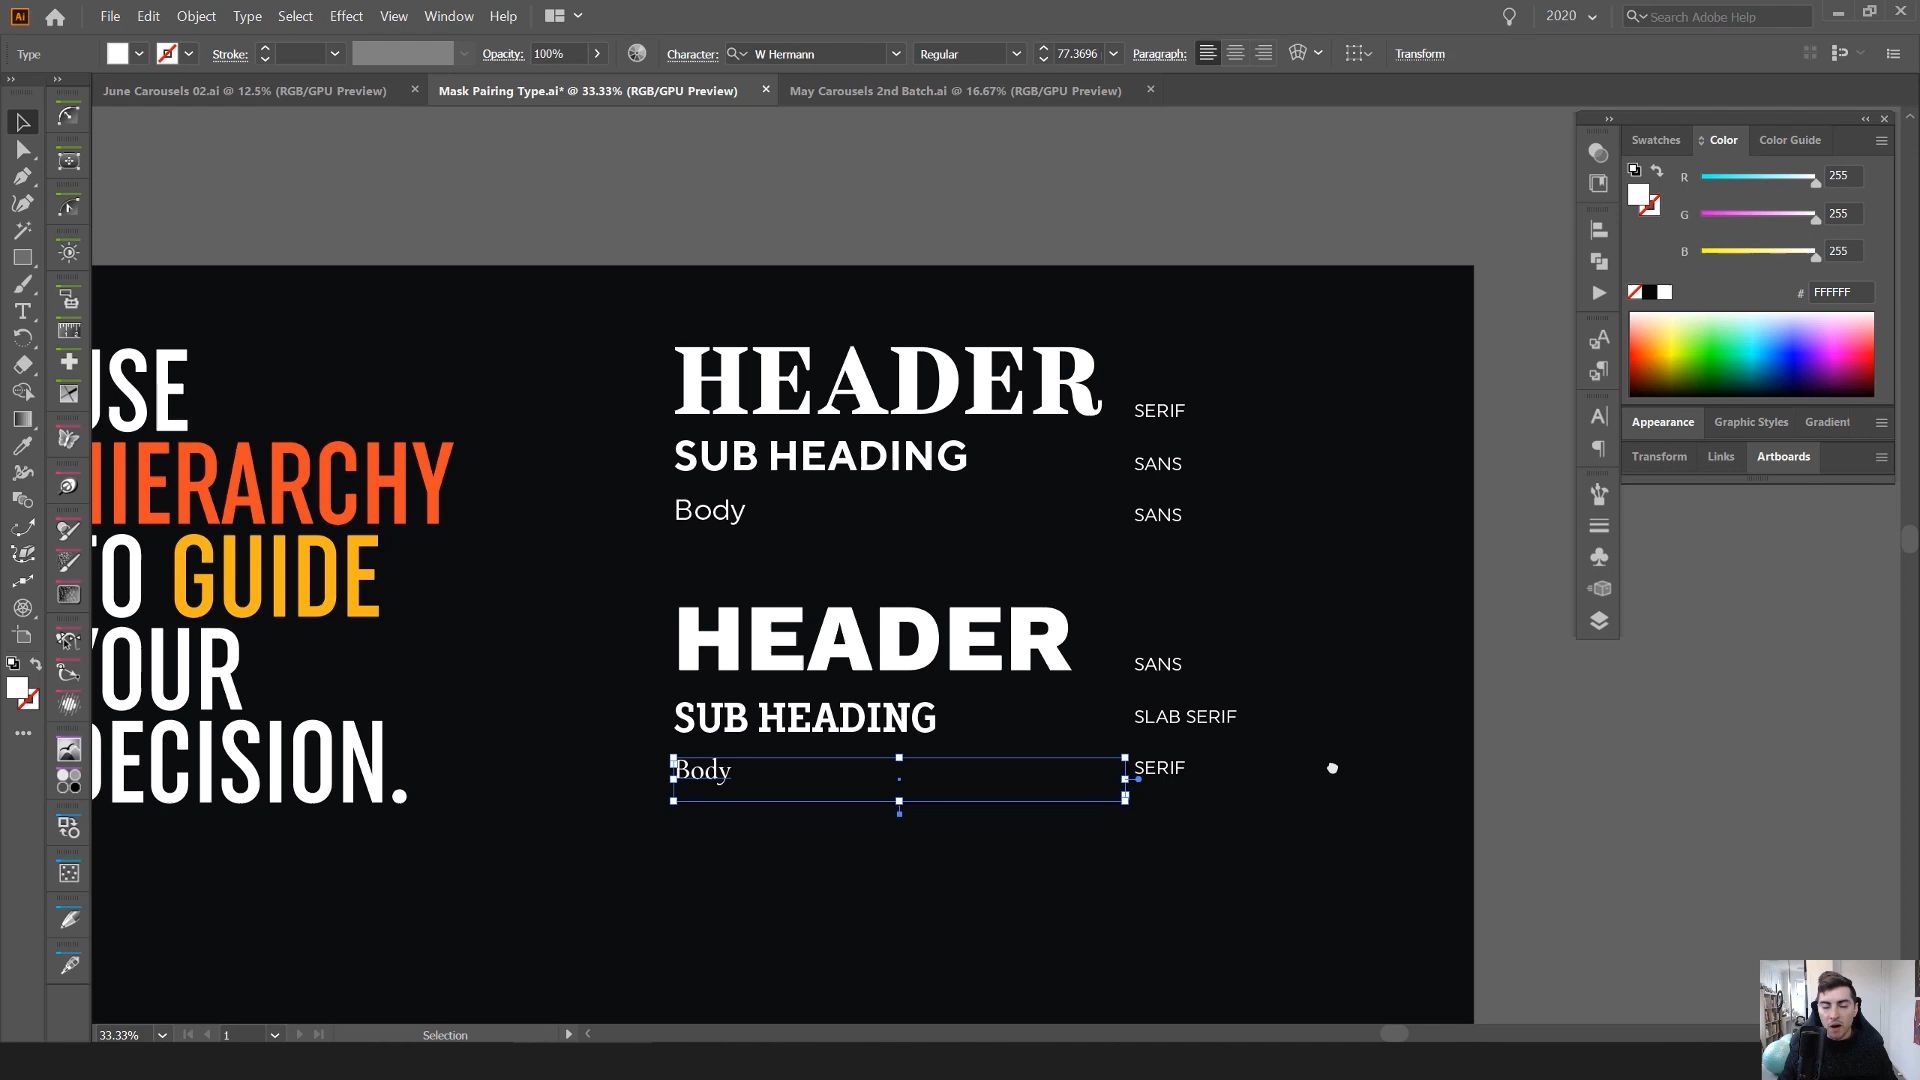 Ai File Edit Object Type Select Effect View Window Help 2020 Search Adobe Help
Type Stroke: Opacity: 100% Character: W Hermann Regular 77.3696 Paragraph: Transform
June Carousels 02.ai @ 12.5% (RGB/GPU Preview) Mask Pairing Type.ai* @ 33.33% (RGB/GPU Preview) May Carousels 2nd Batch.ai @ 16.67% (RGB/GPU Preview)
Swatches Color Color Guide
R 255
G 255
B 255
# FFFFFF
Appearance Graphic Styles Gradient
Transform Links Artboards
USE
HIERARCHY
TO GUIDE
YOUR
DECISION.
HEADER SERIF
SUB HEADING SANS
Body SANS
HEADER SANS
SUB HEADING SLAB SERIF
Body SERIF
33.33% 1 Selection